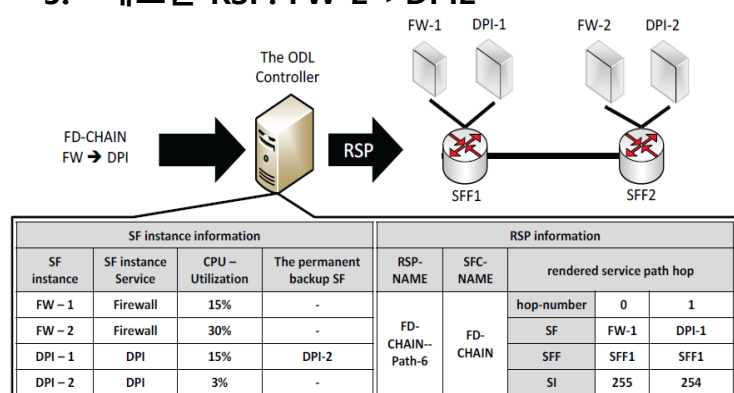 FW-1 DPI-1 FW-2 DPI-2
The ODL
Controller
FD-CHAIN
FW → DPI
RSP
SFF1 SFF2
SF instance information RSP information
SF instance SF instance Service CPU – Utilization The permanent backup SF RSP-NAME SFC-NAME rendered service path hop
FW – 1 Firewall 15% - hop-number 0 1
FW – 2 Firewall 30% - FD-CHAIN--Path-6 FD-CHAIN SF FW-1 DPI-1
DPI – 1 DPI 15% DPI-2 SFF SFF1 SFF1
DPI – 2 DPI 3% - SI 255 254